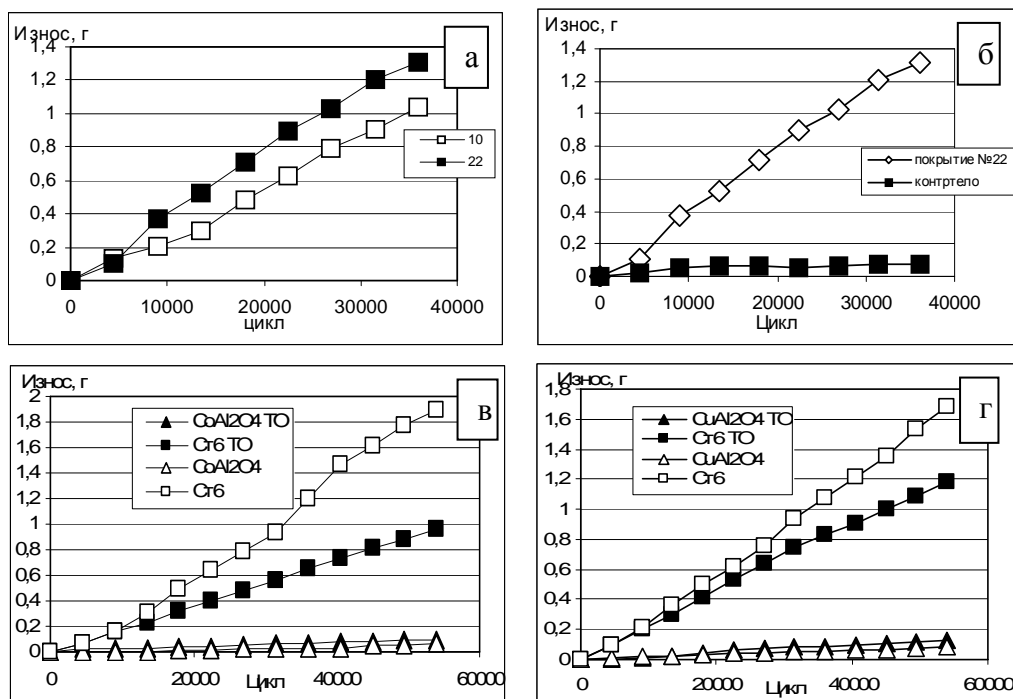 Износ, г
1,4
1,2
1
0,8
0,6
0,4
0,2
0
0 10000 20000 30000 40000
цикл
а
10
22
Износ, г
1,4
1,2
1
0,8
0,6
0,4
0,2
0
0 10000 20000 30000 40000
Цикл
б
покрытие №22
контртело
Износ, г
2
1,8
1,6
1,4
1,2
1
0,8
0,6
0,4
0,2
0
0 20000 40000 60000
Цикл
в
CoAl2O4 ТО
Ст6 ТО
CoAl2O4
Ст6
Износ, г
1,8
1,6
1,4
1,2
1
0,8
0,6
0,4
0,2
0
0 20000 40000 60000
Цикл
г
CuAl2O4 ТО
Ст6 ТО
CuAl2O4
Ст6